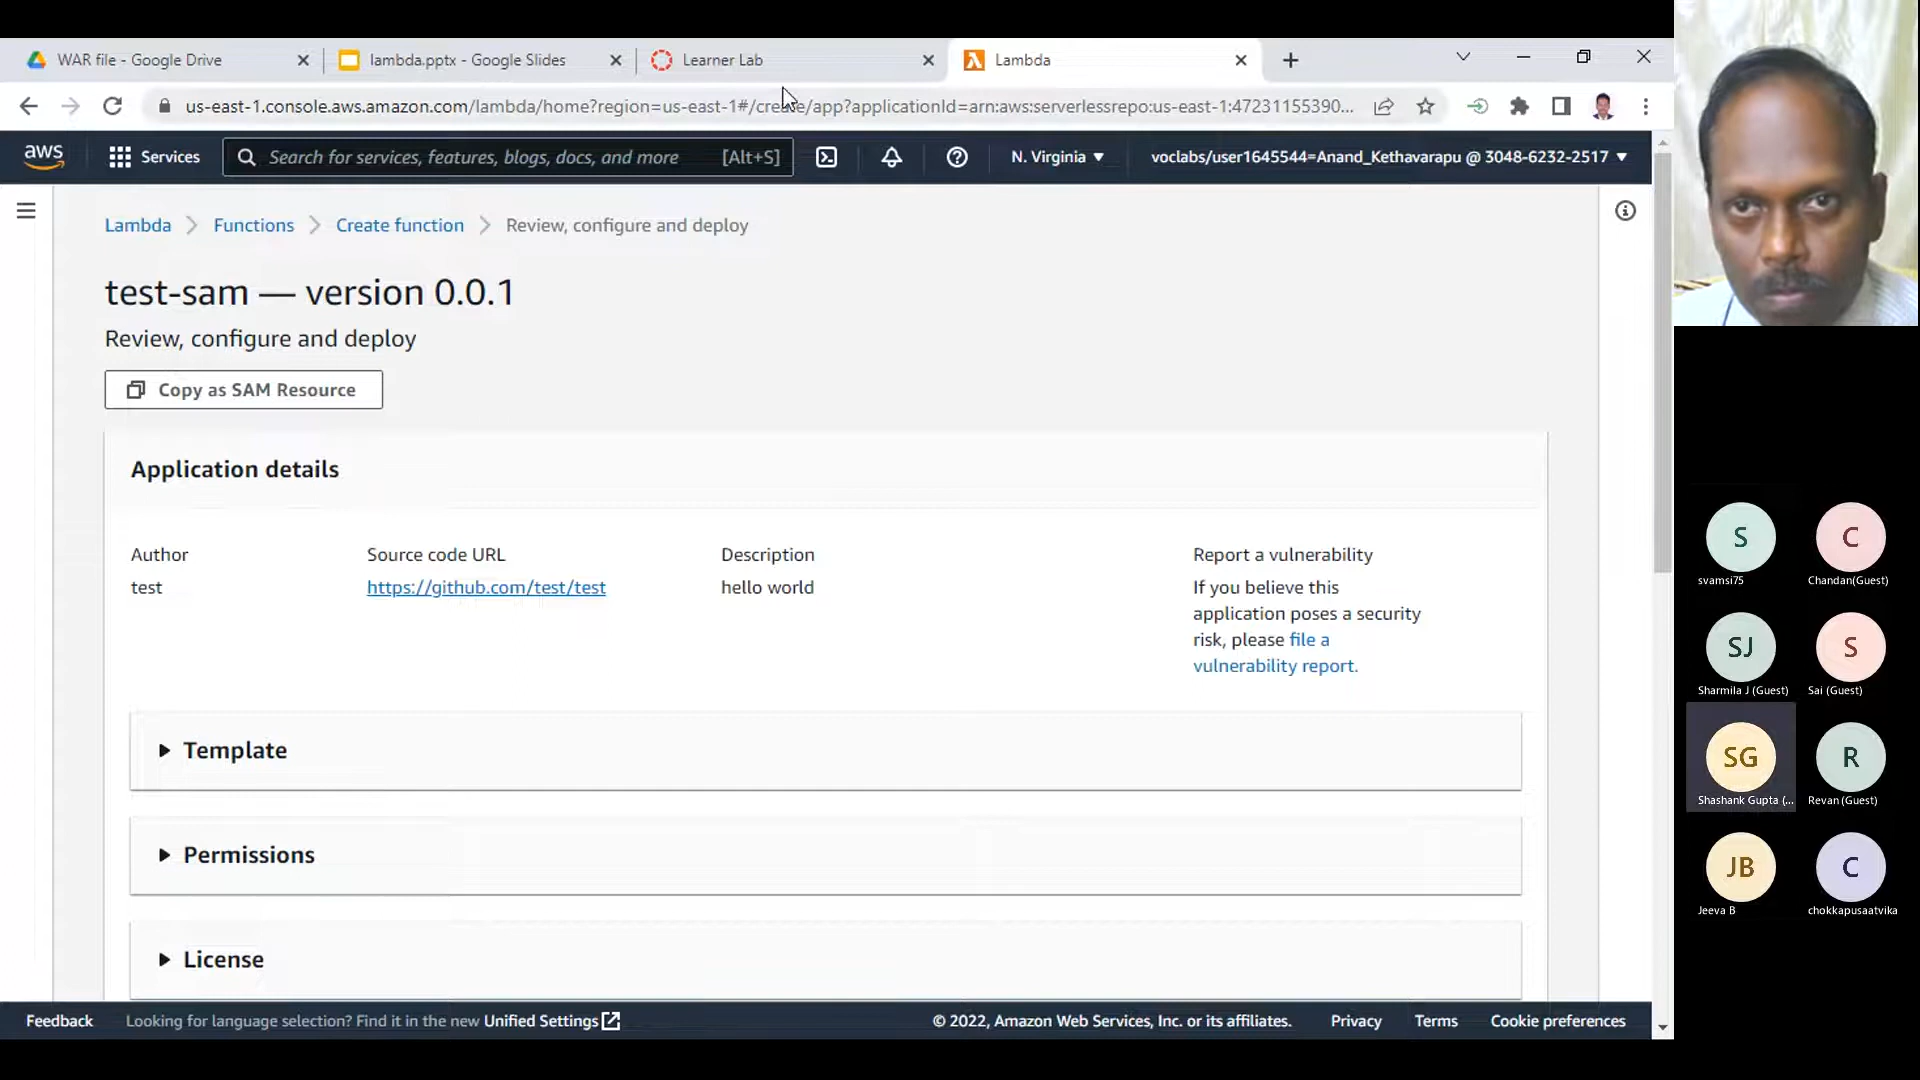 WAR file - Google Drive
lambda.pptx - Google Slides
Learner Lab
Lambda
us-east-1.console.aws.amazon.com/lambda/home?region=us-east-1#/create/app?applicationId=arn:aws:serverlessrepo:us-east-1:47231155390...
aws
Services
Search for services, features, blogs, docs, and more
[Alt+S]
N. Virginia
voclabs/user1645544=Anand_Kethavarapu @ 3048-6232-2517
Lambda
Functions
Create function
Review, configure and deploy
test-sam — version 0.0.1
Review, configure and deploy
Copy as SAM Resource
Application details
Author
test
Source code URL
https://github.com/test/test
Description
hello world
Report a vulnerability
If you believe this
application poses a security
risk, please file a
vulnerability report.
Template
Permissions
License
Feedback
Looking for language selection? Find it in the new Unified Settings
© 2022, Amazon Web Services, Inc. or its affiliates.
Privacy
Terms
Cookie preferences
S
svamsi75
C
Chandan(Guest)
SJ
Sharmila J (Guest)
S
Sai (Guest)
SG
Shashank Gupta (...
R
Revan (Guest)
JB
Jeeva B
C
chokkapusaatvika